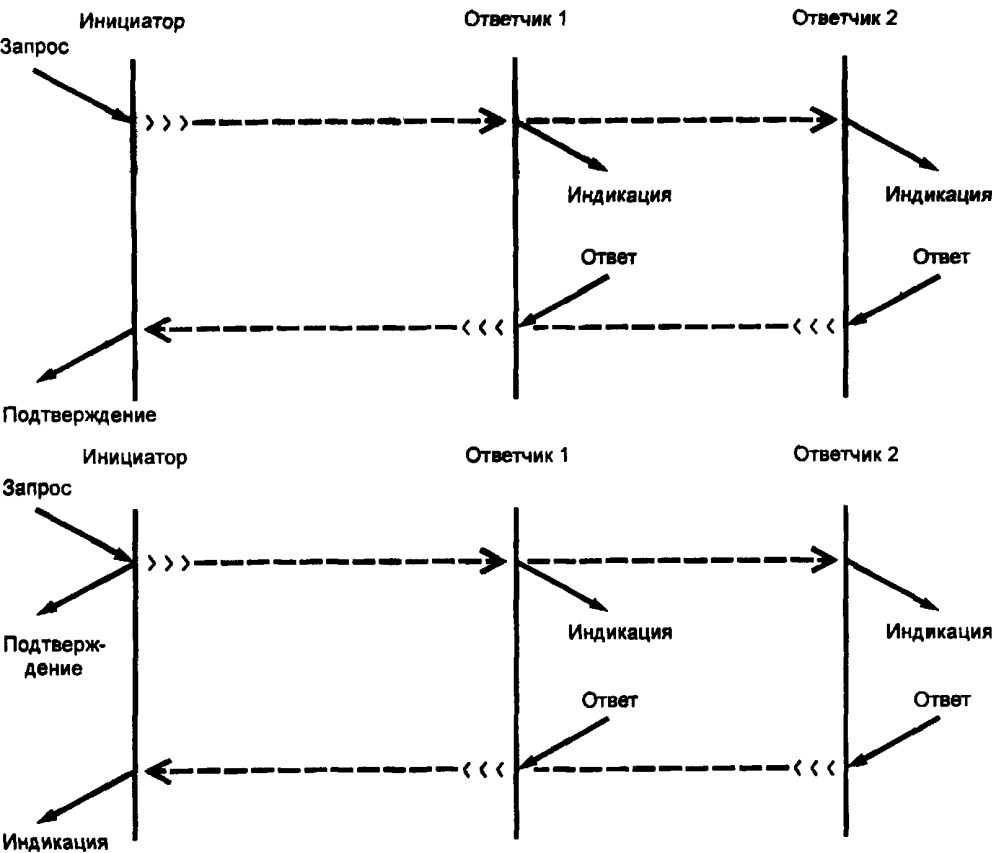 Инициатор
Ответчик 1
Ответчик 2
Запрос
Индикация
Индикация
Ответ
Ответ
Подтверждение
Инициатор
Ответчик 1
Ответчик 2
Запрос
Подтверж-
дение
Индикация
Индикация
Ответ
Ответ
Индикация